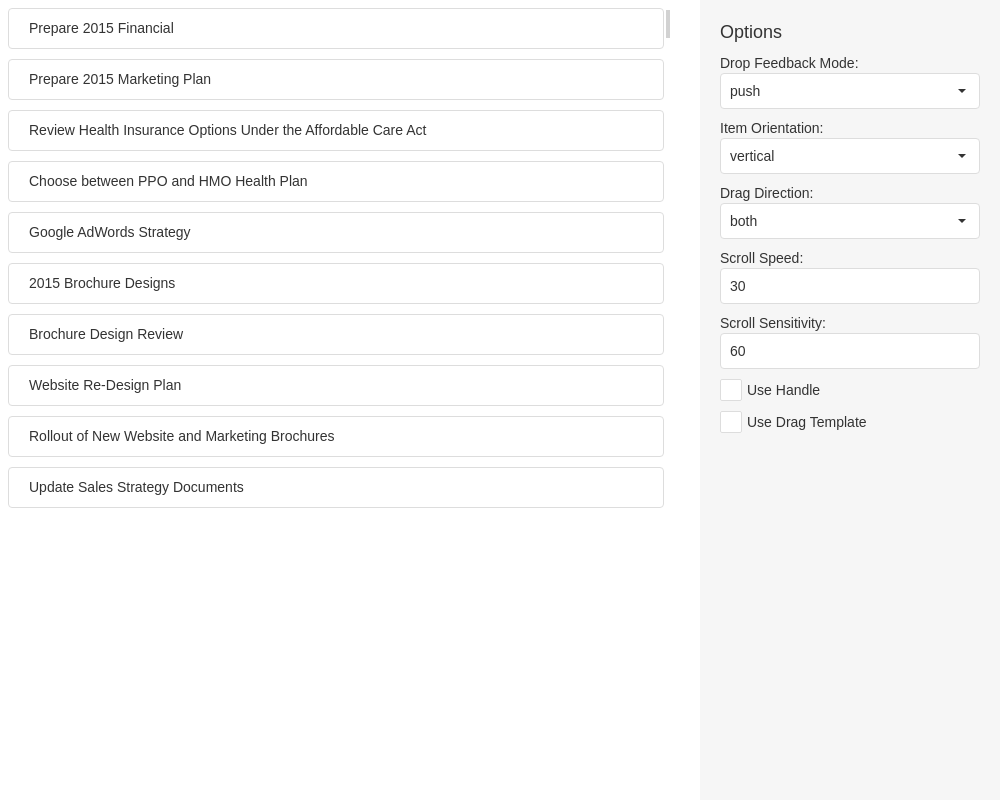 Prepare 2015 Financial
Prepare 2015 Marketing Plan
Review Health Insurance Options Under the Affordable Care Act
Choose between PPO and HMO Health Plan
Google AdWords Strategy
2015 Brochure Designs
Brochure Design Review
Website Re-Design Plan
Rollout of New Website and Marketing Brochures
Update Sales Strategy Documents
Options
Drop Feedback Mode:
push
Item Orientation:
vertical
Drag Direction:
both
Scroll Speed:
30
Scroll Sensitivity:
60
Use Handle
Use Drag Template